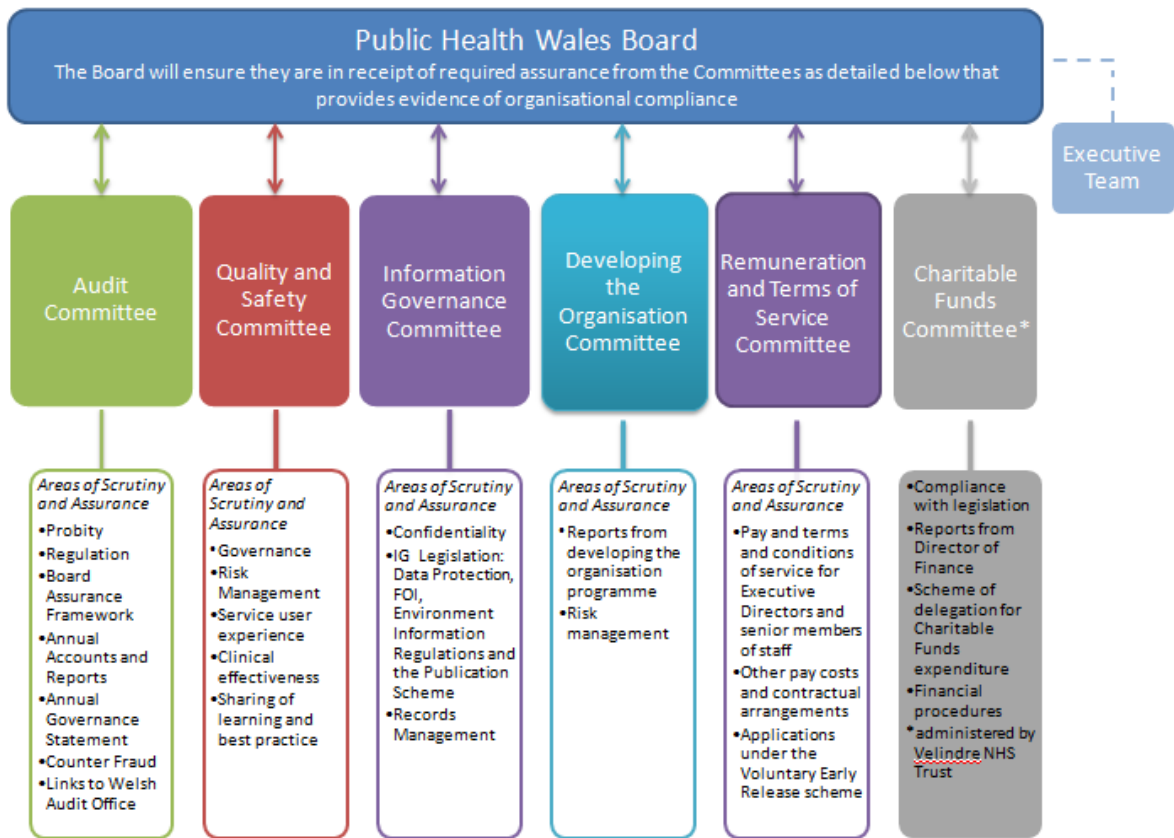 Public Health Wales Board
The Board will ensure they are in receipt of required assurance from the Committees as detailed below that
provides evidence of organisational compliance
Executive
Team
Audit
Committee
Quality and
Safety
Committee
Information
Governance
Committee
Developing
the
Organisation
Committee
Remuneration
and Terms of
Service
Committee
Charitable
Funds
Committee*
Areas of Scrutiny
and Assurance
•Probity
•Regulation
•Board
Assurance
Framework
•Annual
Accounts and
Reports
•Annual
Governance
Statement
•Counter Fraud
•Links to Welsh
Audit Office
Areas of
Scrutiny and
Assurance
•Governance
•Risk
Management
•Service user
experience
•Clinical
effectiveness
•Sharing of
learning and
best practice
Areas of Scrutiny
and Assurance
•Confidentiality
•IG Legislation:
Data Protection,
FOI,
Environment
Information
Regulations and
the Publication
Scheme
•Records
Management
Areas of Scrutiny
and Assurance
•Reports from
developing the
organisation
programme
•Risk
management
Areas of Scrutiny
and Assurance
•Pay and terms
and conditions
of service for
Executive
Directors and
senior members
of staff
•Other pay costs
and contractual
arrangements
•Applications
under the
Voluntary Early
Release scheme
•Compliance
with legislation
•Reports from
Director of
Finance
•Scheme of
delegation for
Charitable
Funds
expenditure
•Financial
procedures
*administered by
Velindre NHS
Trust